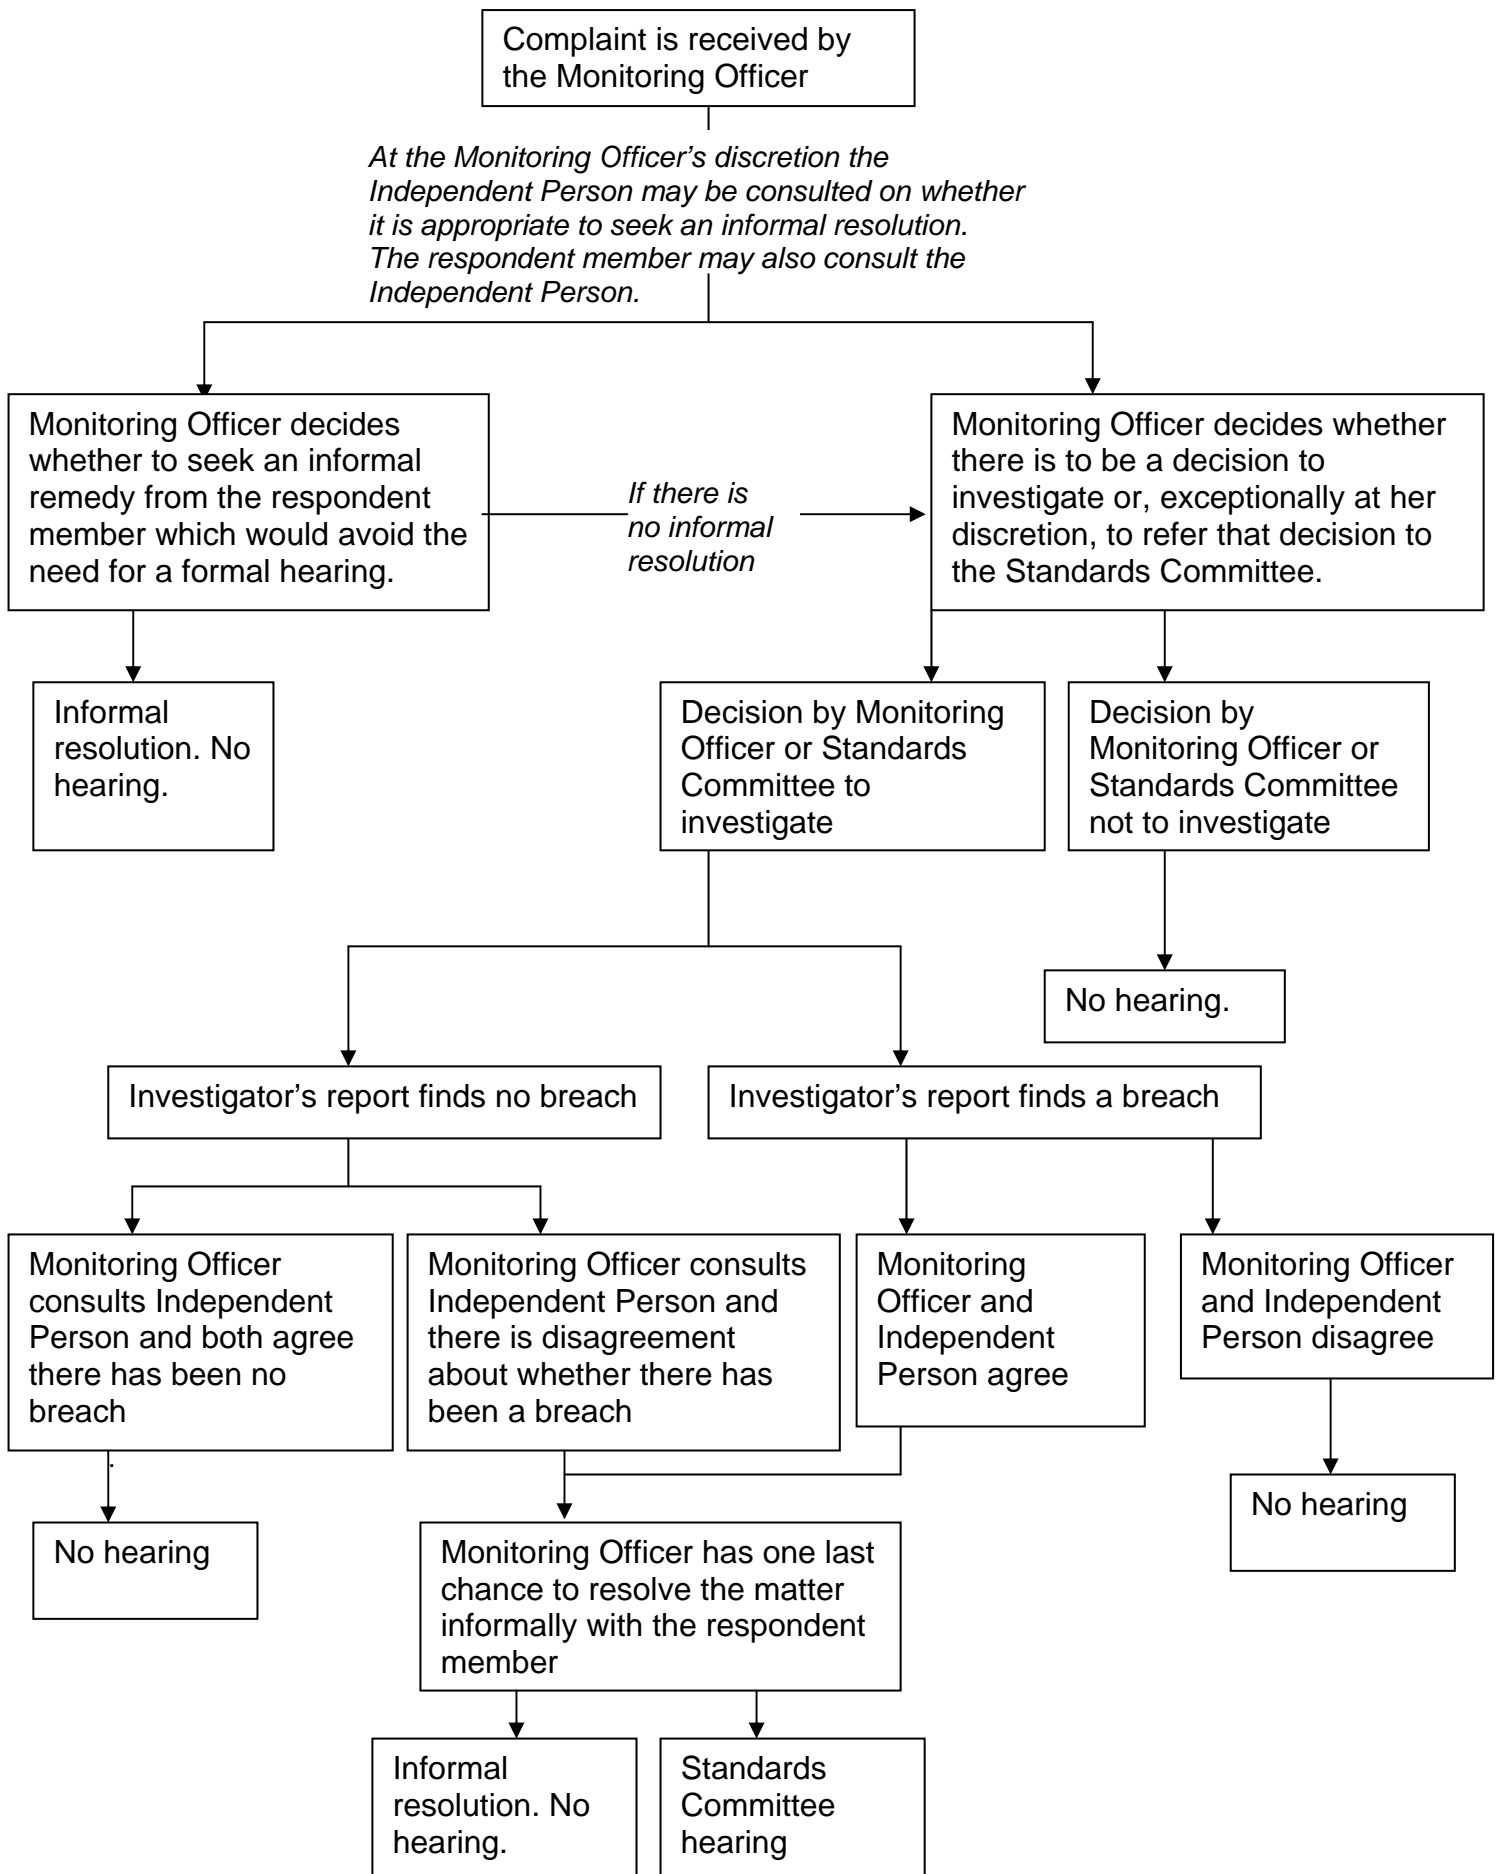 Complaint is received by
the Monitoring Officer
At the Monitoring Officer’s discretion the
Independent Person may be consulted on whether
it is appropriate to seek an informal resolution.
The respondent member may also consult the
Independent Person.
Monitoring Officer decides
whether to seek an informal
remedy from the respondent
member which would avoid the
need for a formal hearing.
If there is
no informal
resolution
Monitoring Officer decides whether
there is to be a decision to
investigate or, exceptionally at her
discretion, to refer that decision to
the Standards Committee.
Informal
resolution. No
hearing.
Decision by Monitoring
Officer or Standards
Committee to
investigate
Decision by
Monitoring Officer or
Standards Committee
not to investigate
No hearing.
Investigator’s report finds no breach
Investigator’s report finds a breach
Monitoring Officer
consults Independent
Person and both agree
there has been no
breach
.
Monitoring Officer consults
Independent Person and
there is disagreement
about whether there has
been a breach
Monitoring
Officer and
Independent
Person agree
Monitoring Officer
and Independent
Person disagree
No hearing
No hearing
Monitoring Officer has one last
chance to resolve the matter
informally with the respondent
member
Informal
resolution. No
hearing.
Standards
Committee
hearing